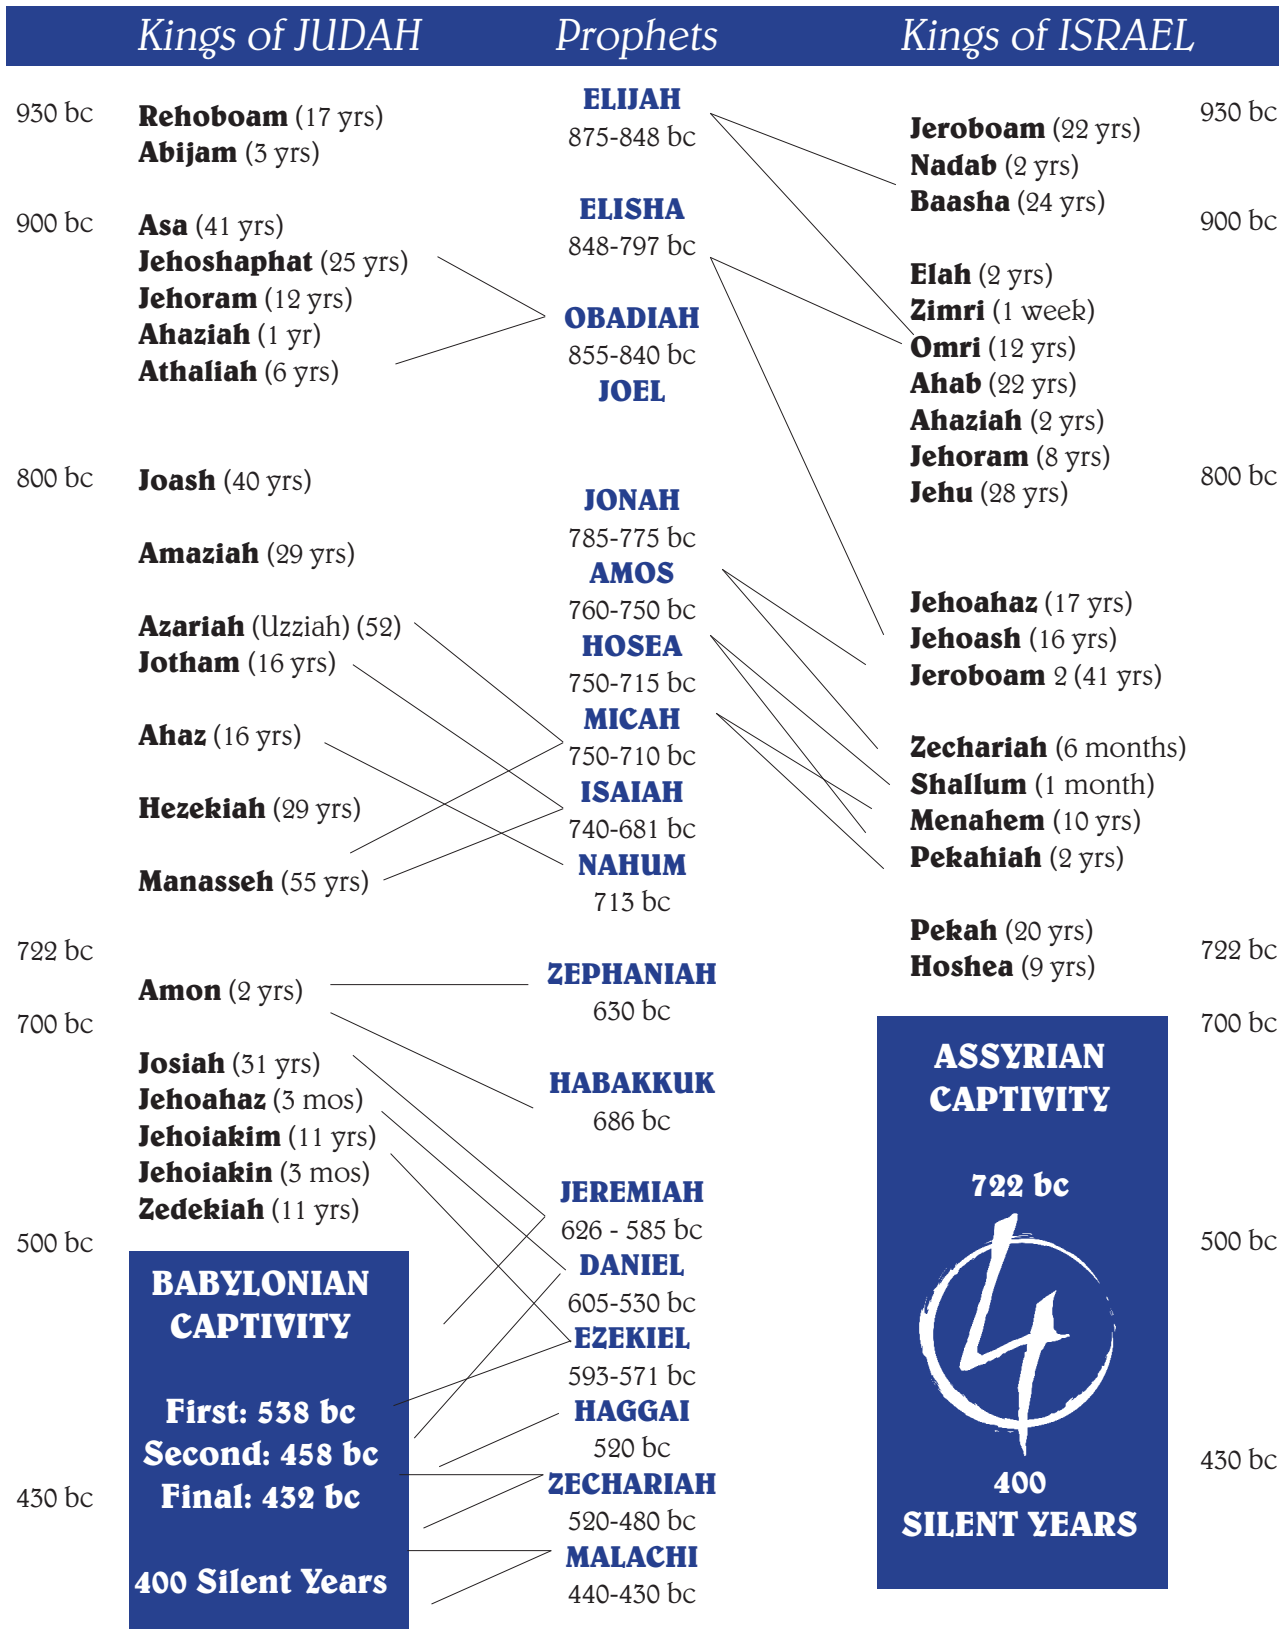 Kings of JUDAH
Prophets
Kings of ISRAEL
930 bc
900 bc
800 bc
722 bc
700 bc
500 bc
430 bc
Rehoboam (17 yrs)
Abijam (3 yrs)
Asa (41 yrs)
Jehoshaphat (25 yrs)
Jehoram (12 yrs)
Ahaziah (1 yr)
Athaliah (6 yrs)
Joash (40 yrs)
Amaziah (29 yrs)
Azariah (Uzziah) (52)
Jotham (16 yrs)
Ahaz (16 yrs)
Hezekiah (29 yrs)
Manasseh (55 yrs)
Amon (2 yrs)
Josiah (31 yrs)
Jehoahaz (3 mos)
Jehoiakim (11 yrs)
Jehoiakin (3 mos)
Zedekiah (11 yrs)
BABYLONIAN
CAPTIVITY
First: 538 bc
Second: 458 bc
Final: 432 bc
400 Silent Years
ELIJAH
875-848 bc
ELISHA
848-797 bc
OBADIAH
855-840 bc
JOEL
JONAH
785-775 bc
AMOS
760-750 bc
HOSEA
750-715 bc
MICAH
750-710 bc
ISAIAH
740-681 bc
NAHUM
713 bc
ZEPHANIAH
630 bc
HABAKKUK
686 bc
JEREMIAH
626 - 585 bc
DANIEL
605-530 bc
EZEKIEL
593-571 bc
HAGGAI
520 bc
ZECHARIAH
520-480 bc
MALACHI
440-430 bc
Jeroboam (22 yrs)
Nadab (2 yrs)
Baasha (24 yrs)
Elah (2 yrs)
Zimri (1 week)
Omri (12 yrs)
Ahab (22 yrs)
Ahaziah (2 yrs)
Jehoram (8 yrs)
Jehu (28 yrs)
Jehoahaz (17 yrs)
Jehoash (16 yrs)
Jeroboam 2 (41 yrs)
Zechariah (6 months)
Shallum (1 month)
Menahem (10 yrs)
Pekahiah (2 yrs)
Pekah (20 yrs)
Hoshea (9 yrs)
ASSYRIAN
CAPTIVITY
722 bc
4
400
SILENT YEARS
930 bc
900 bc
800 bc
722 bc
700 bc
500 bc
430 bc